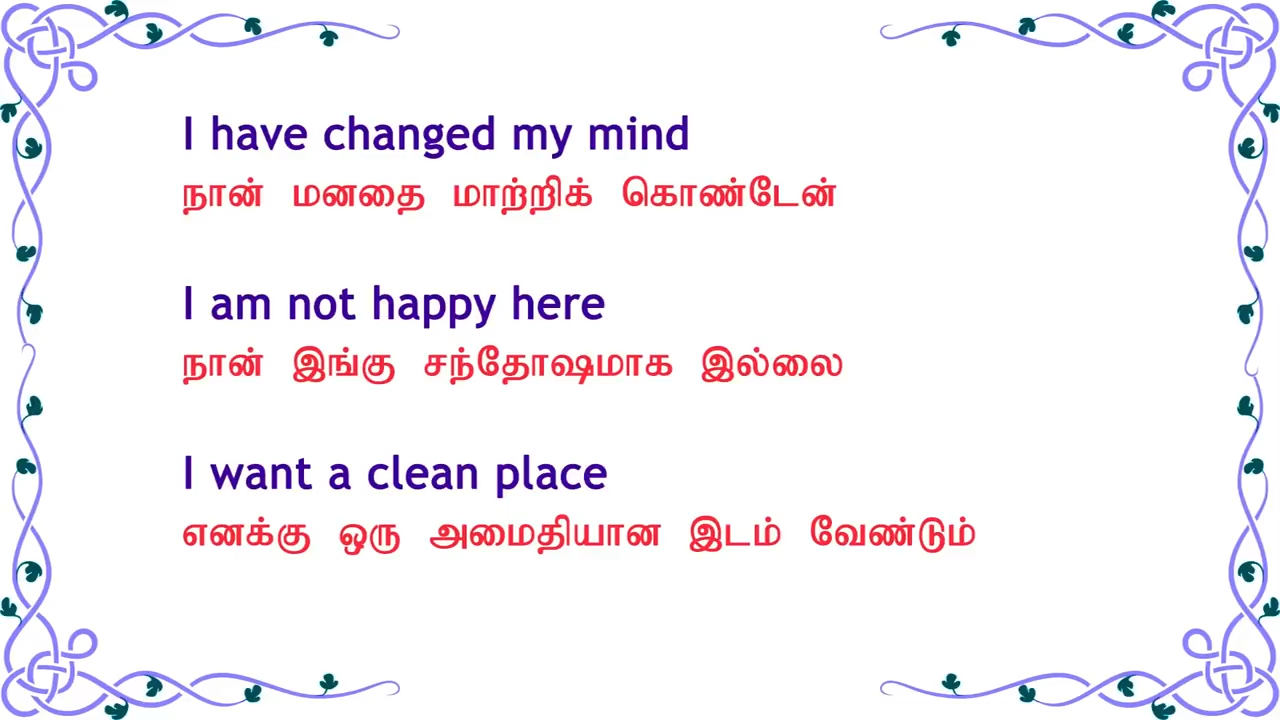 I have changed my mind
நான் மனதை மாற்றிக் கொண்டேன்
I am not happy here
நான் இங்கு சந்தோஷமாக இல்லை
I want a clean place
எனக்கு ஒரு அமைதியான இடம் வேண்டும்